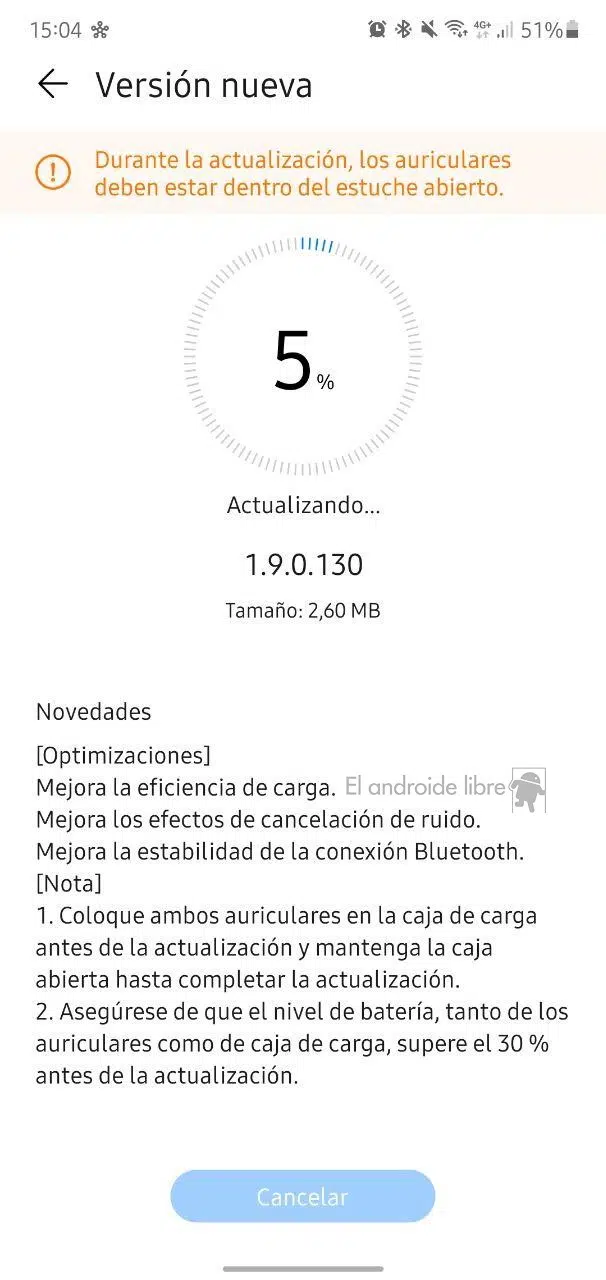 15:04 4G+ 51%
Versión nueva
Durante la actualización, los auriculares
deben estar dentro del estuche abierto.
5%
Actualizando...
1.9.0.130
Tamaño: 2,60 MB
Novedades
[Optimizaciones]
Mejora la eficiencia de carga. El androide libre
Mejora los efectos de cancelación de ruido.
Mejora la estabilidad de la conexión Bluetooth.
[Nota]
1. Coloque ambos auriculares en la caja de carga
antes de la actualización y mantenga la caja
abierta hasta completar la actualización.
2. Asegúrese de que el nivel de batería, tanto de los
auriculares como de caja de carga, supere el 30 %
antes de la actualización.
Cancelar